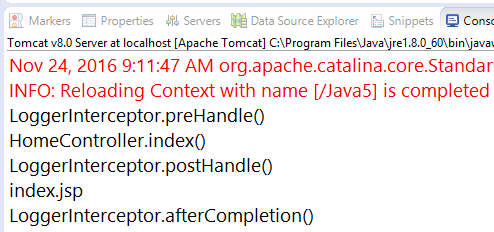 Markers Properties Servers Data Source Explorer Snippets
Tomcat v8.0 Server at localhost [Apache Tomcat] C:\Program Files\Java\jre1.8.0_60\bin\java
Nov 24, 2016 9:11:47 AM org.apache.catalina.core.Standar
INFO: Reloading Context with name [/Java5] is completed
LoggerInterceptor.preHandle()
HomeController.index()
LoggerInterceptor.postHandle()
index.jsp
LoggerInterceptor.afterCompletion()